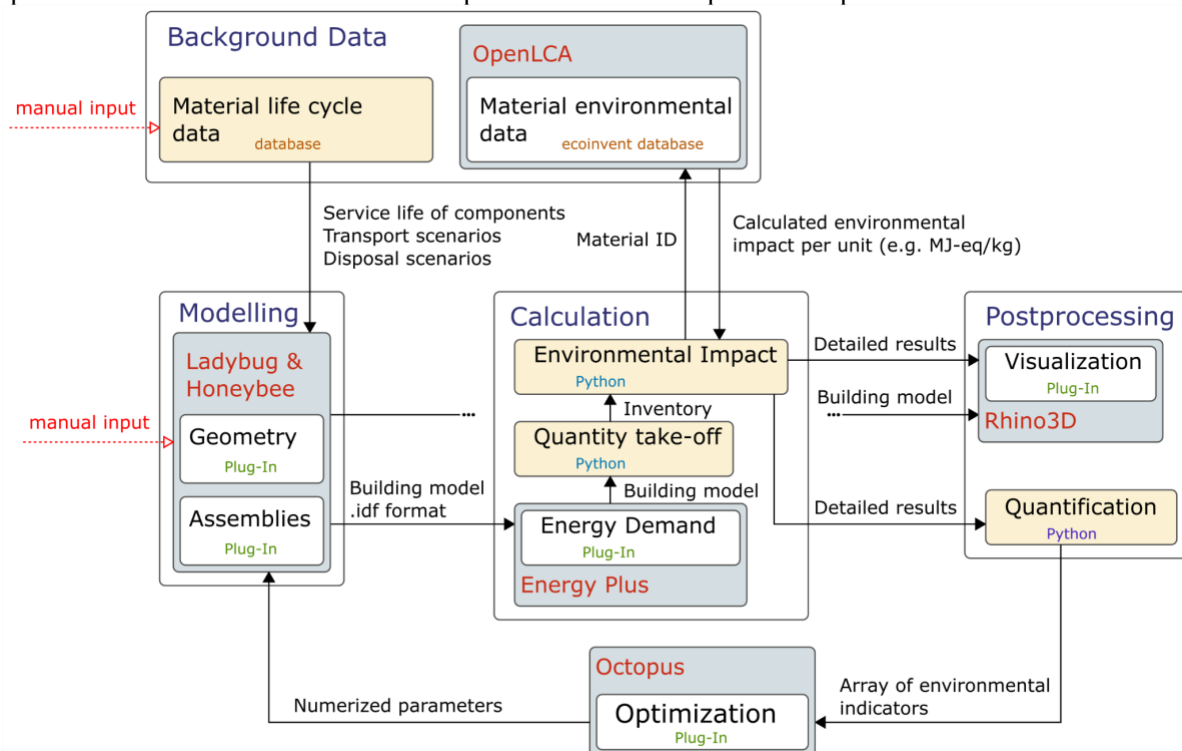 Background Data
OpenLCA
manual input
Material life cycle
data
database
Material environmental
data
ecoinvent database
Service life of components
Transport scenarios
Disposal scenarios
Material ID
Calculated environmental
impact per unit (e.g. MJ-eq/kg)
Modelling
Ladybug &
Honeybee
manual input
Geometry
Plug-In
Assemblies
Plug-In
...
Building model
.idf format
Calculation
Environmental Impact
Python
Inventory
Quantity take-off
Python
Building model
Energy Demand
Plug-In
Energy Plus
Detailed results
Building model
...
Detailed results
Postprocessing
Visualization
Plug-In
Rhino3D
Quantification
Python
Octopus
Optimization
Plug-In
Numerized parameters
Array of environmental
indicators